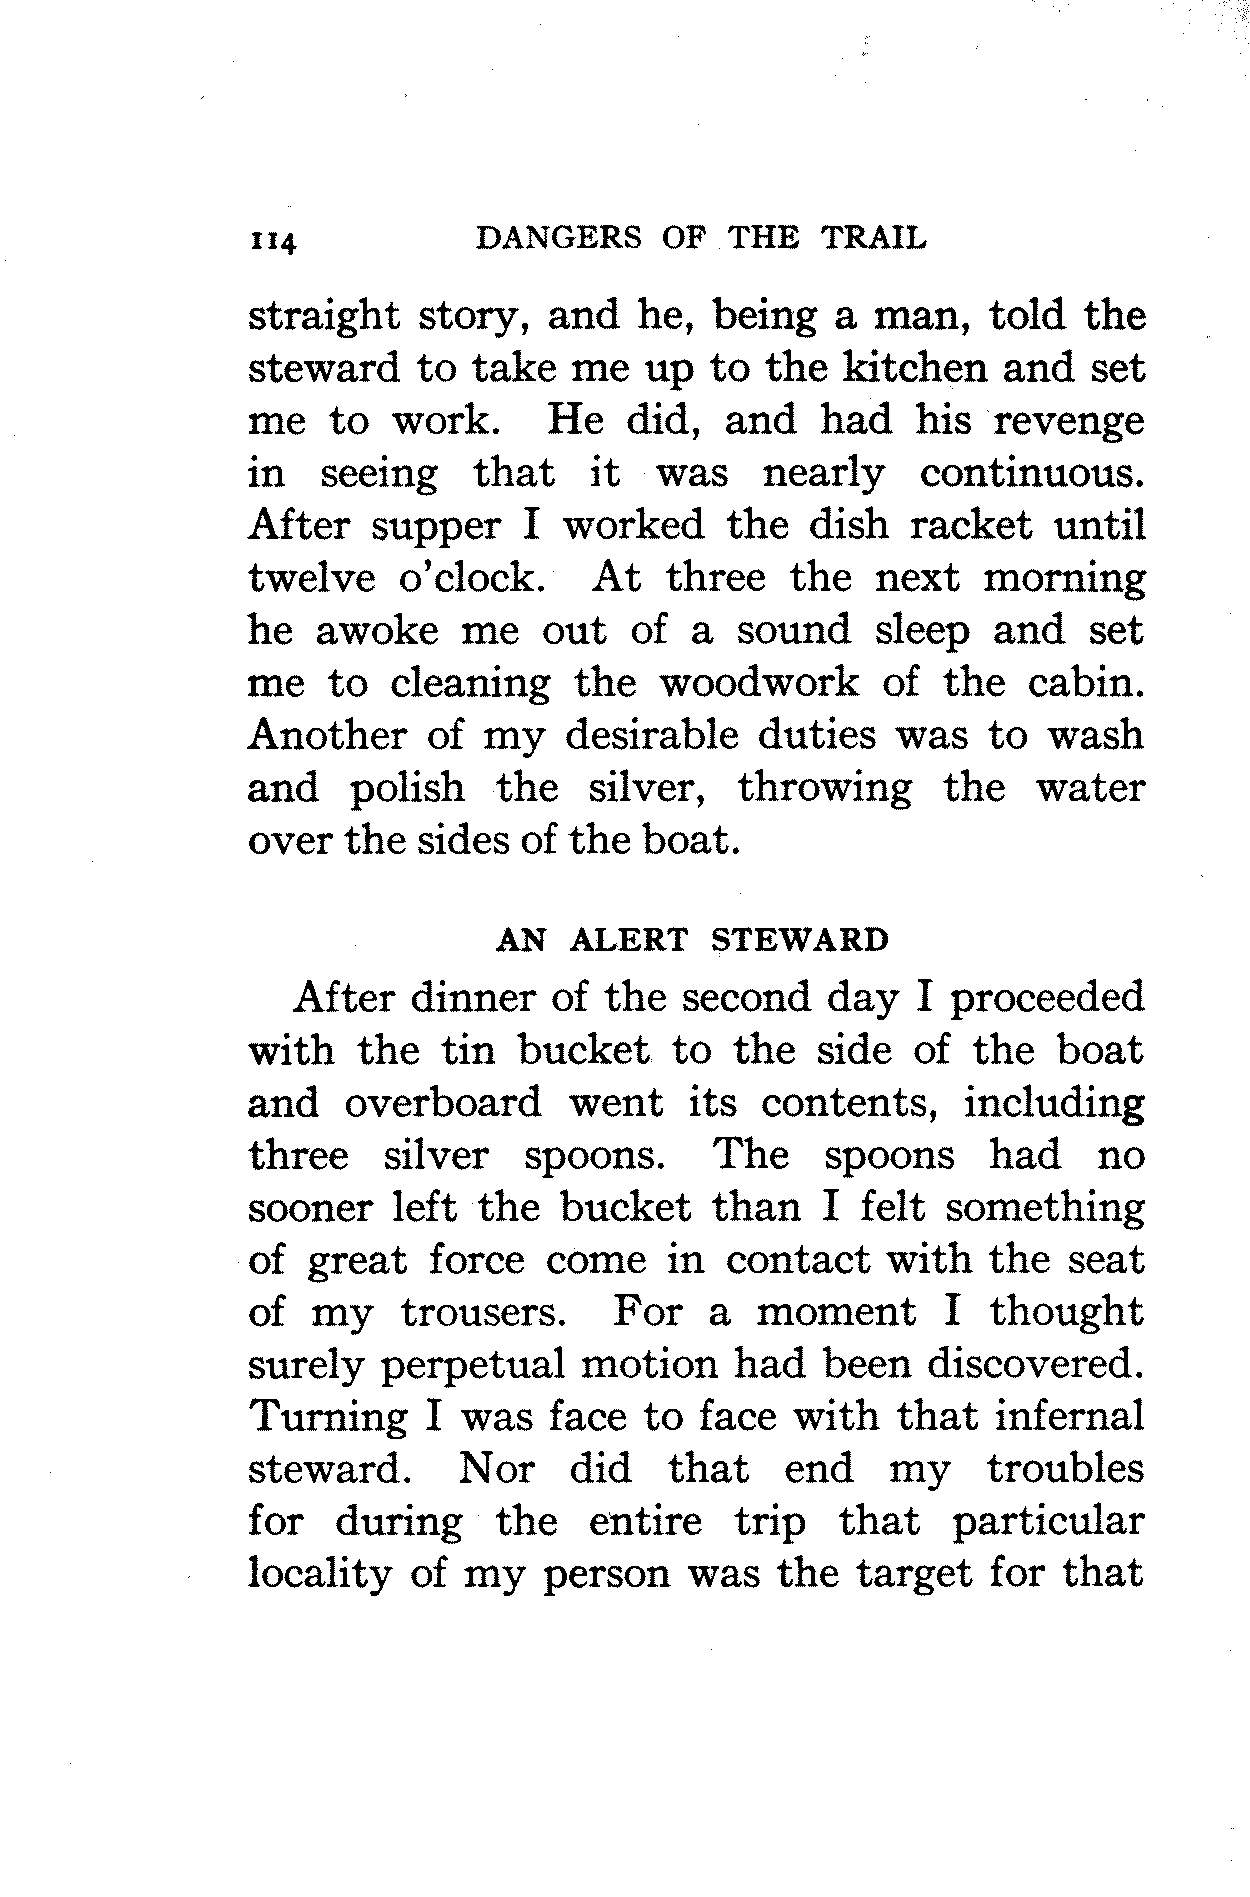 114 DANGERS OF THE TRAIL
straight story, and he, being a man, told the
steward to take me up to the kitchen and set
me to work. He did, and had his revenge
in seeing that it was nearly continuous.
After supper I worked the dish racket until
twelve o'clock. At three the next morning
he awoke me out of a sound sleep and set
me to cleaning the woodwork of the cabin.
Another of my desirable duties was to wash
and polish the silver, throwing the water
over the sides of the boat.
AN ALERT STEWARD
After dinner of the second day I proceeded
with the tin bucket to the side of the boat
and overboard went its contents, including
three silver spoons. The spoons had no
sooner left the bucket than I felt something
of great force come in contact with the seat
of my trousers. For a moment I thought
surely perpetual motion had been discovered.
Turning I was face to face with that infernal
steward. Nor did that end my troubles
for during the entire trip that particular
locality of my person was the target for that